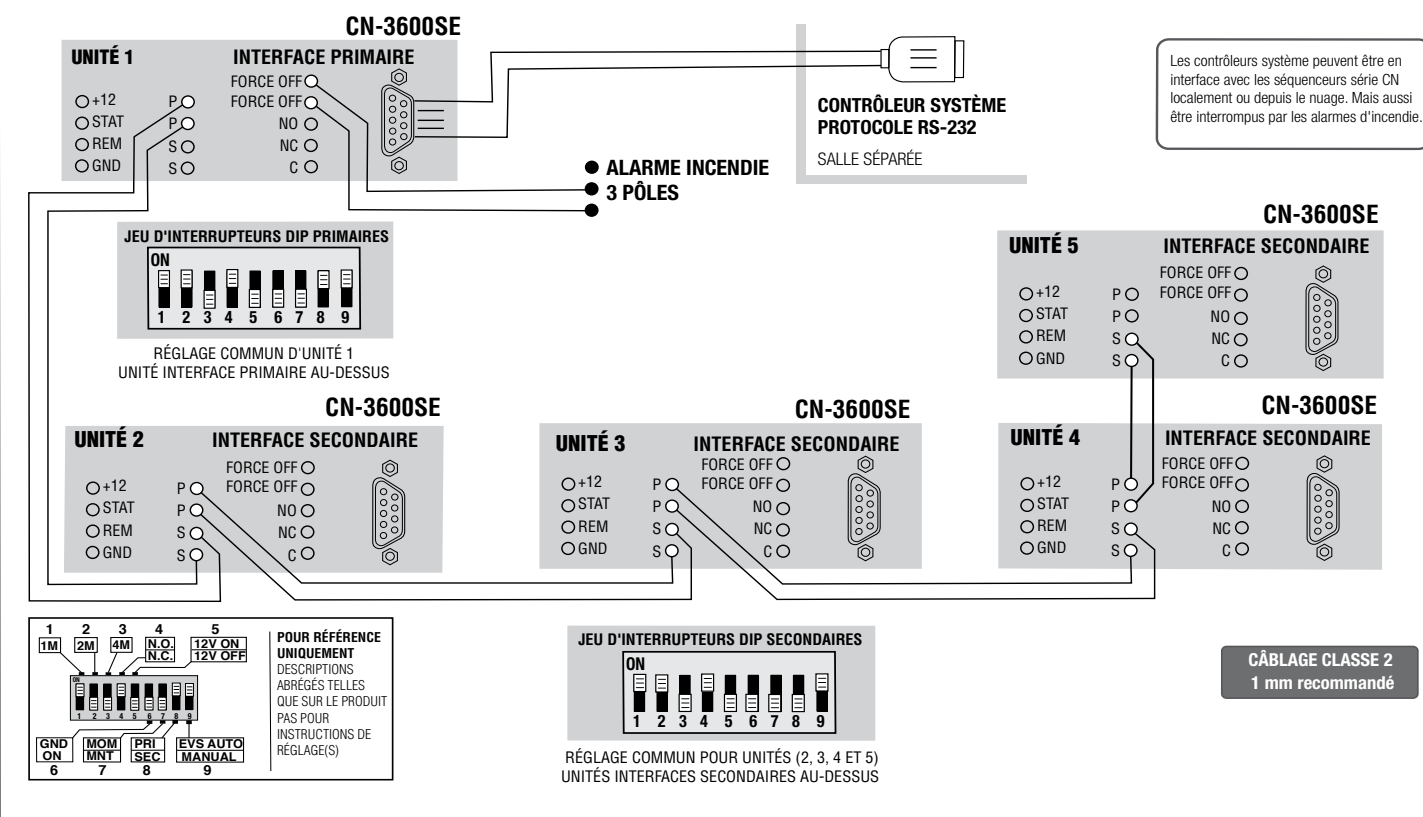 CN-3600SE
UNITÉ 1
INTERFACE PRIMAIRE
FORCE OFF
FORCE OFF
NO
NC
C
+12
STAT
REM
GND
P
P
S
S
CONTRÔLEUR SYSTÈME
PROTOCOLE RS-232
SALLE SÉPARÉE
Les contrôleurs système peuvent être en
interface avec les séquenceurs série CN
localement ou depuis le nuage. Mais aussi
être interrompus par les alarmes d'incendie.
ALARME INCENDIE
3 PÔLES
JEU D'INTERRUPTEURS DIP PRIMAIRES
ON
1 2 3 4 5 6 7 8 9
RÉGLAGE COMMUN D'UNITÉ 1
UNITÉ INTERFACE PRIMAIRE AU-DESSUS
CN-3600SE
UNITÉ 5
INTERFACE SECONDAIRE
FORCE OFF
FORCE OFF
NO
NC
C
+12
STAT
REM
GND
P
P
S
S
CN-3600SE
UNITÉ 2
INTERFACE SECONDAIRE
FORCE OFF
FORCE OFF
NO
NC
C
+12
STAT
REM
GND
P
P
S
S
CN-3600SE
UNITÉ 3
INTERFACE SECONDAIRE
FORCE OFF
FORCE OFF
NO
NC
C
+12
STAT
REM
GND
P
P
S
S
CN-3600SE
UNITÉ 4
INTERFACE SECONDAIRE
FORCE OFF
FORCE OFF
NO
NC
C
+12
STAT
REM
GND
P
P
S
S
1 2 3 4 5
1M 2M 4M N.O. 12V ON
N.C. 12V OFF
ON
1 2 3 4 5 6 7 8 9
GND MOM PRI EVS AUTO
ON MNT SEC MANUAL
6 7 8 9
POUR RÉFÉRENCE
UNIQUEMENT
DESCRIPTIONS
ABRÉGÉS TELLES
QUE SUR LE PRODUIT
PAS POUR
INSTRUCTIONS DE
RÉGLAGE(S)
JEU D'INTERRUPTEURS DIP SECONDAIRES
ON
1 2 3 4 5 6 7 8 9
RÉGLAGE COMMUN POUR UNITÉS (2, 3, 4 ET 5)
UNITÉS INTERFACES SECONDAIRES AU-DESSUS
CÂBLAGE CLASSE 2
1 mm recommandé